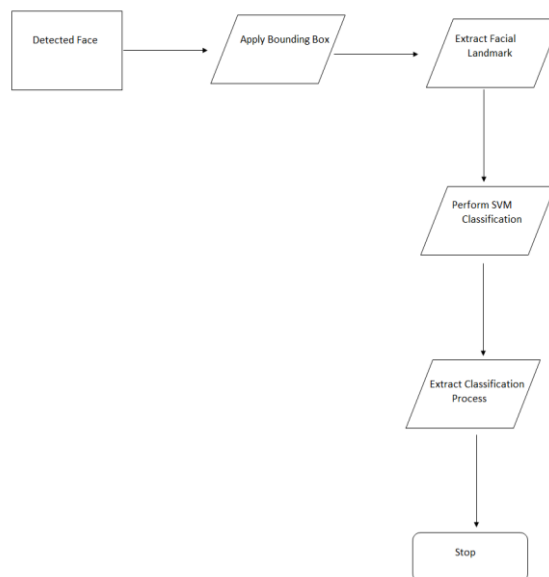 Detected Face
Apply Bounding Box
Extract Facial
Landmark
Perform SVM
Classification
Extract Classification
Process
Stop